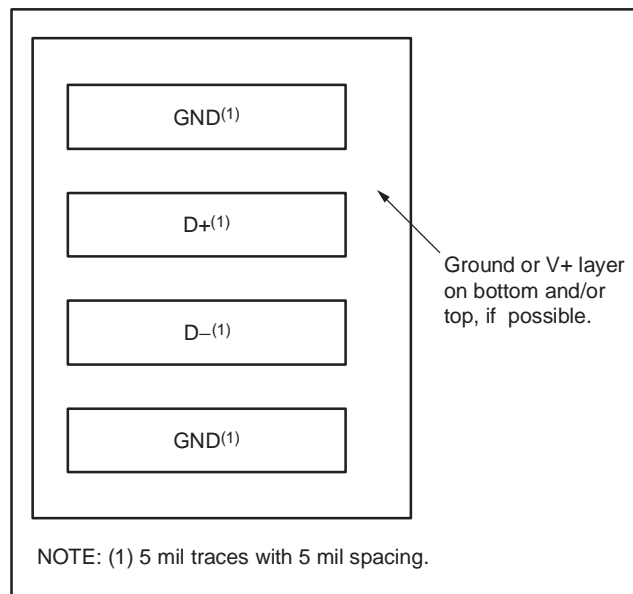 GND(1)
D+(1)
Ground or V+ layer
on bottom and/or
top, if possible.
D−(1)
GND(1)
NOTE: (1) 5 mil traces with 5 mil spacing.